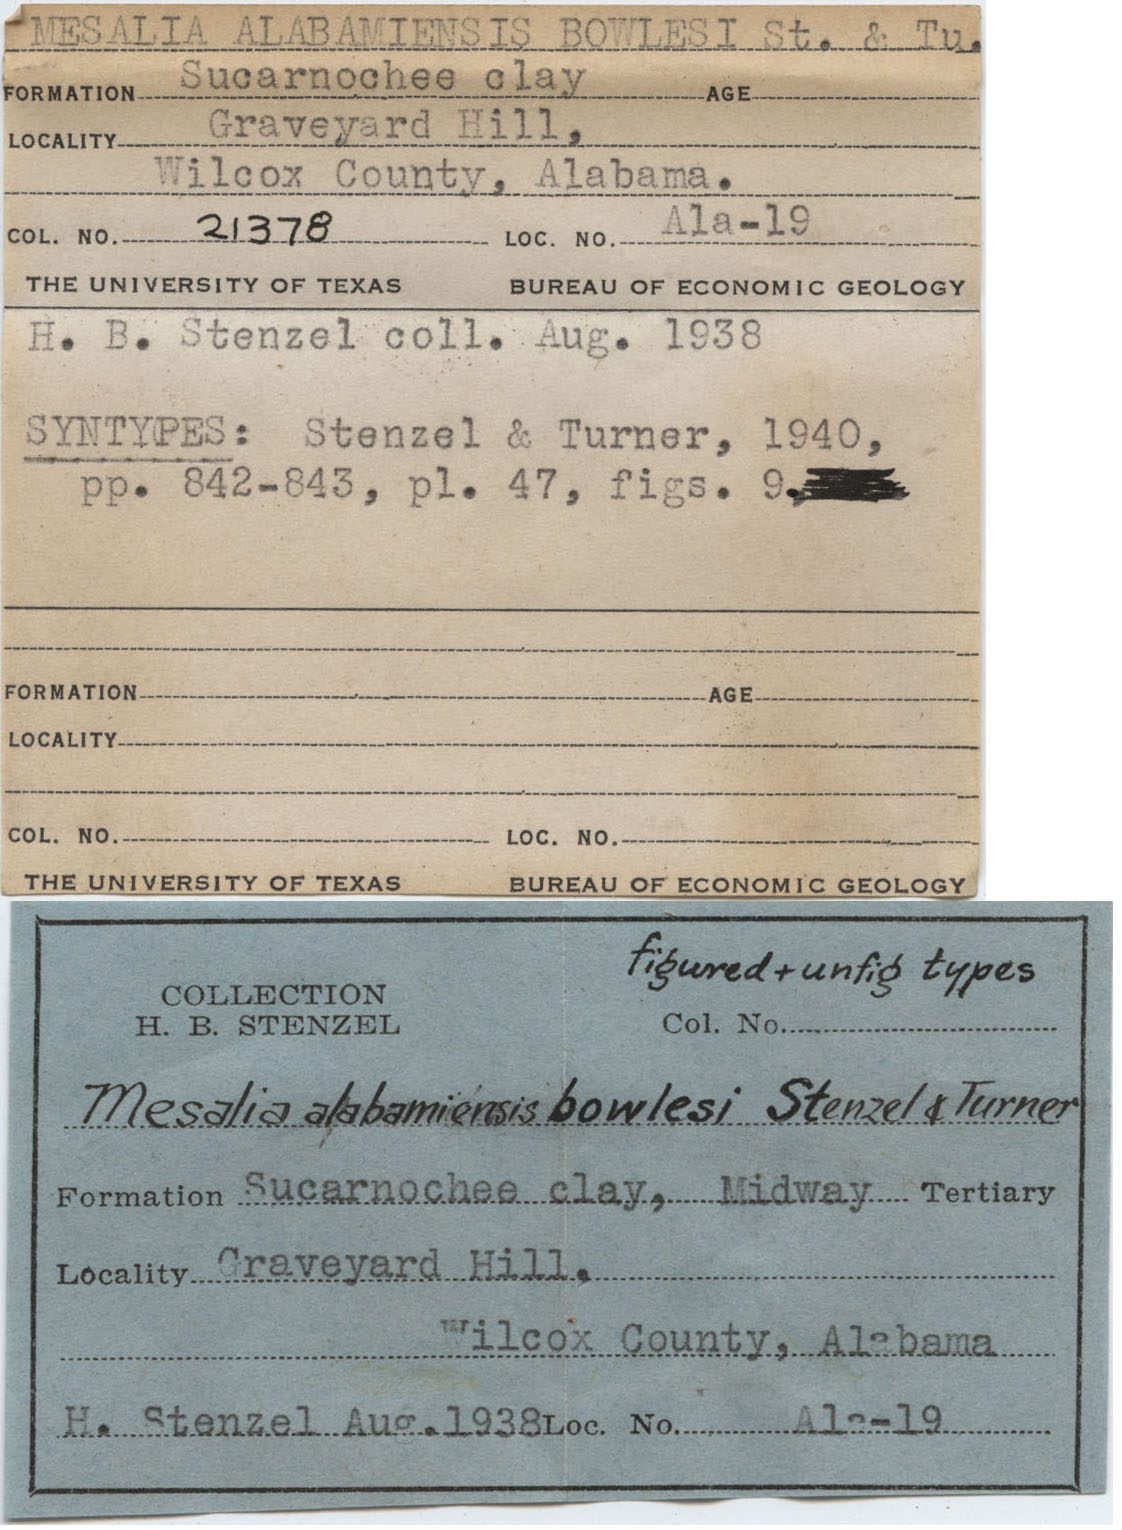 MESALIA ALABAMIENSIS BOWLESI St. & Tu.
FORMATION Sucarnochee clay AGE
LOCALITY Graveyard Hill,
Wilcox County, Alabama.
COL. NO. 21378 LOC. NO. Ala-19
THE UNIVERSITY OF TEXAS BUREAU OF ECONOMIC GEOLOGY
H. B. Stenzel coll. Aug. 1938
SYNTYPES: Stenzel & Turner, 1940,
pp. 842-843, pl. 47, figs. 9,
FORMATION AGE
LOCALITY
COL. NO. LOC. NO.
THE UNIVERSITY OF TEXAS BUREAU OF ECONOMIC GEOLOGY
figured + unfig types
COLLECTION
H. B. STENZEL Col. No.
Mesalia alabamiensis bowlesi Stenzel & Turner
Formation Sucarnochee clay, Midway Tertiary
Locality Graveyard Hill,
Wilcox County, Alabama
H. Stenzel Aug. 1938 Loc. No. Ala-19